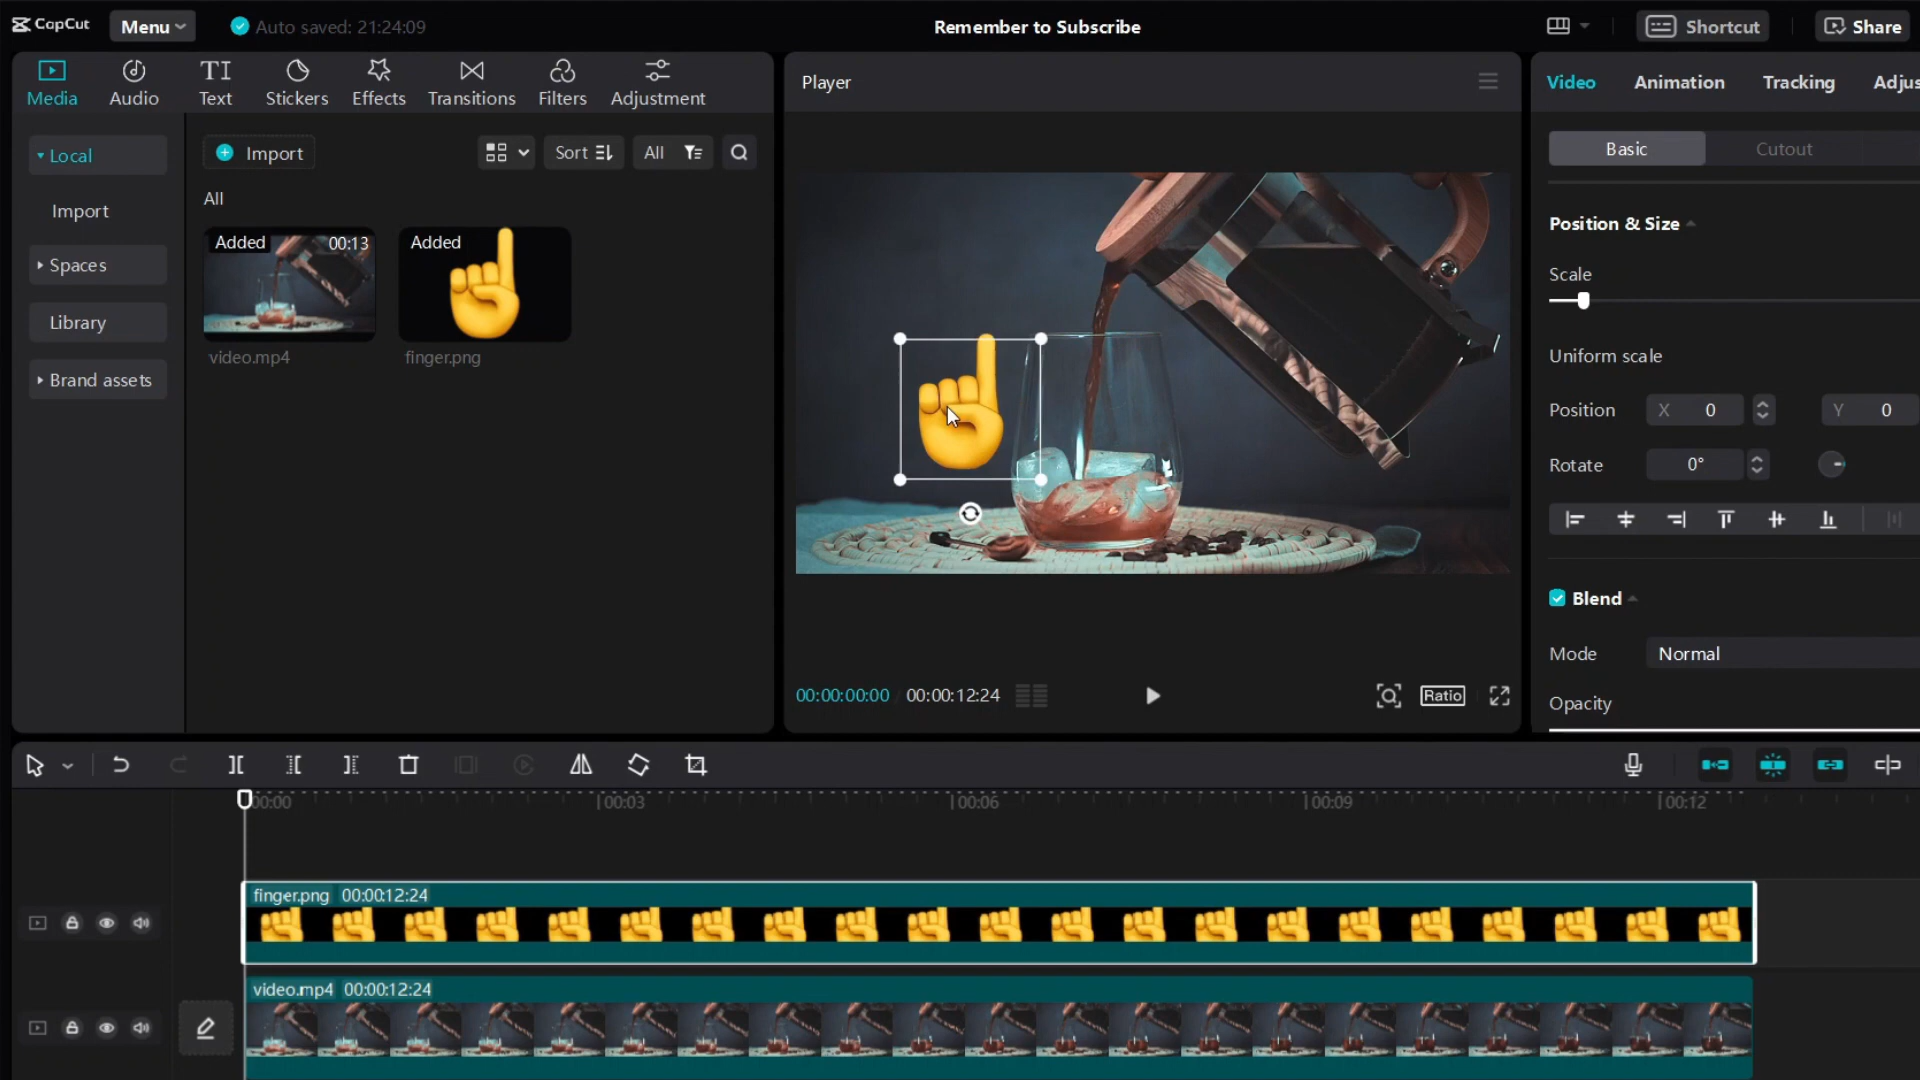 CapCut
Menu
Auto saved: 21:24:09
Remember to Subscribe
Shortcut
Share
Media
Audio
TI
Text
Stickers
Effects
Transitions
Filters
Adjustment
Player
Video
Animation
Tracking
Adjus
Local
Import
Spaces
Library
Brand assets
Import
Sort
All
All
Added
00:13
video.mp4
Added
finger.png
Basic
Cutout
Position & Size
Scale
Uniform scale
Position
X 0
Y 0
Rotate
0°
Blend
Mode
Normal
Opacity
00:00:00:00 / 00:00:12:24
Ratio
00:00
00:03
00:06
00:09
00:12
finger.png 00:00:12:24
video.mp4 00:00:12:24